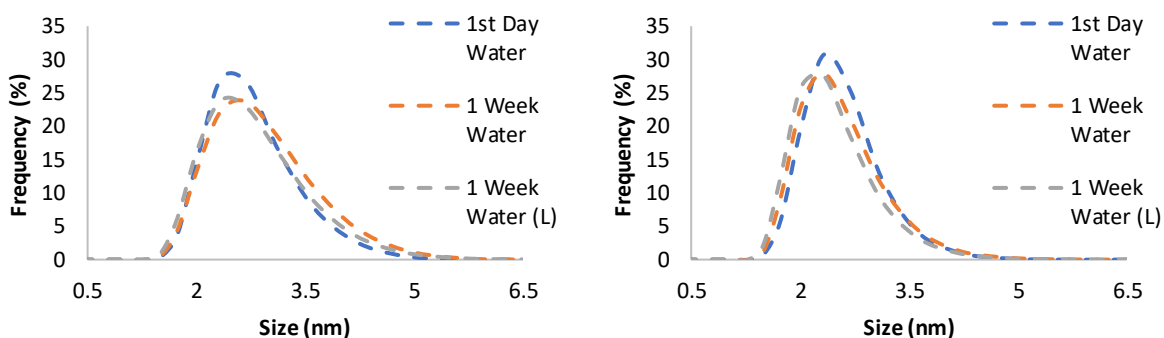 35
30
25
20
15
10
5
0
Frequency (%)
0.5 2 3.5 5 6.5
Size (nm)
1st Day
Water
1 Week
Water
1 Week
Water (L)
35
30
25
20
15
10
5
0
Frequency (%)
0.5 2 3.5 5 6.5
Size (nm)
1st Day
Water
1 Week
Water
1 Week
Water (L)